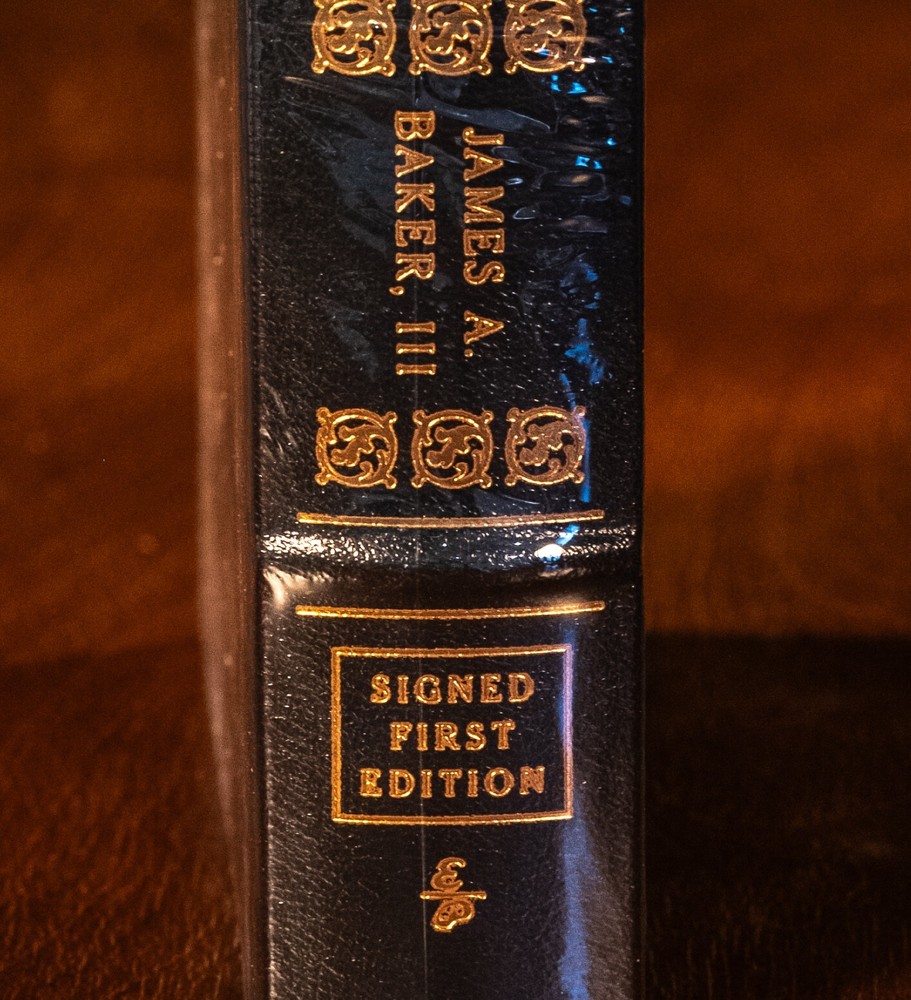 JAMES A.
BAKER, III
SIGNED
FIRST
EDITION
E
P